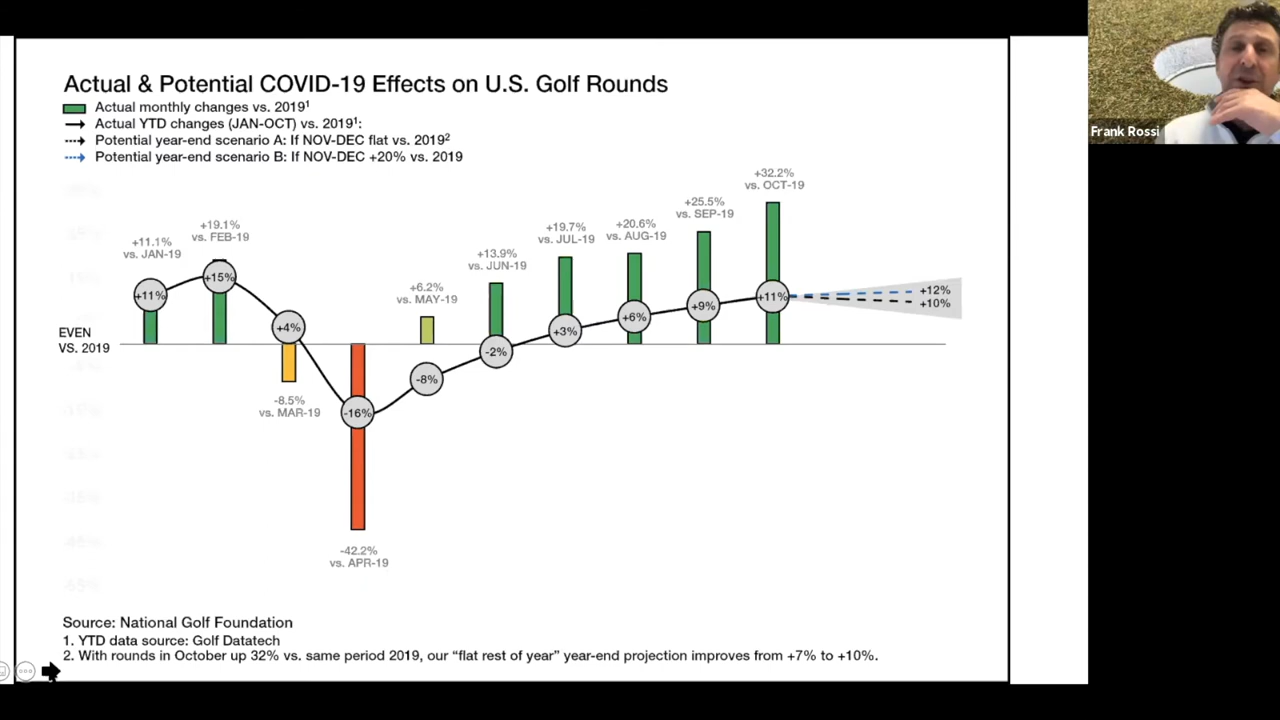 Actual & Potential COVID-19 Effects on U.S. Golf Rounds
Actual monthly changes vs. 2019¹
Actual YTD changes (JAN-OCT) vs. 2019¹:
Potential year-end scenario A: If NOV-DEC flat vs. 2019²
Potential year-end scenario B: If NOV-DEC +20% vs. 2019
Frank Rossi
+11.1%
vs. JAN-19
+19.1%
vs. FEB-19
-8.5%
vs. MAR-19
-42.2%
vs. APR-19
+6.2%
vs. MAY-19
+13.9%
vs. JUN-19
+19.7%
vs. JUL-19
+20.6%
vs. AUG-19
+25.5%
vs. SEP-19
+32.2%
vs. OCT-19
+11%
+15%
+4%
-16%
-8%
-2%
+3%
+6%
+9%
+11%
+12%
+10%
EVEN
VS. 2019
Source: National Golf Foundation
1. YTD data source: Golf Datatech
2. With rounds in October up 32% vs. same period 2019, our “flat rest of year” year-end projection improves from +7% to +10%.